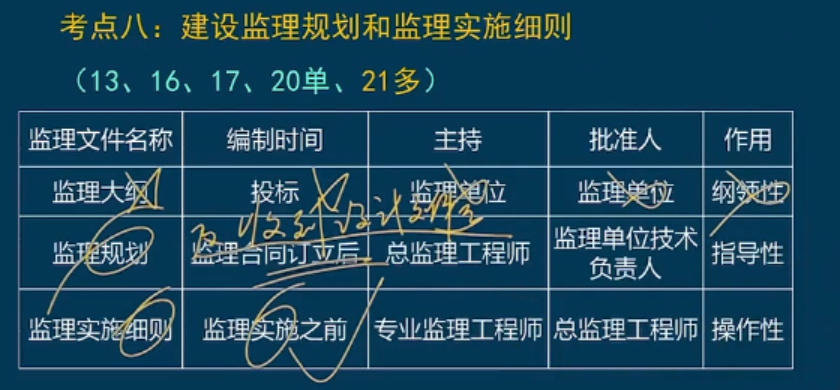 考点八：建设监理规划和监理实施细则
（13、16、17、20单、21多）
监理文件名称 编制时间 主持 批准人 作用
监理大纲 投标 监理单位 监理单位 纲领性
及收到设计文件
监理规划 监理合同订立后 总监理工程师 监理单位技术负责人 指导性
监理实施细则 监理实施之前 专业监理工程师 总监理工程师 操作性